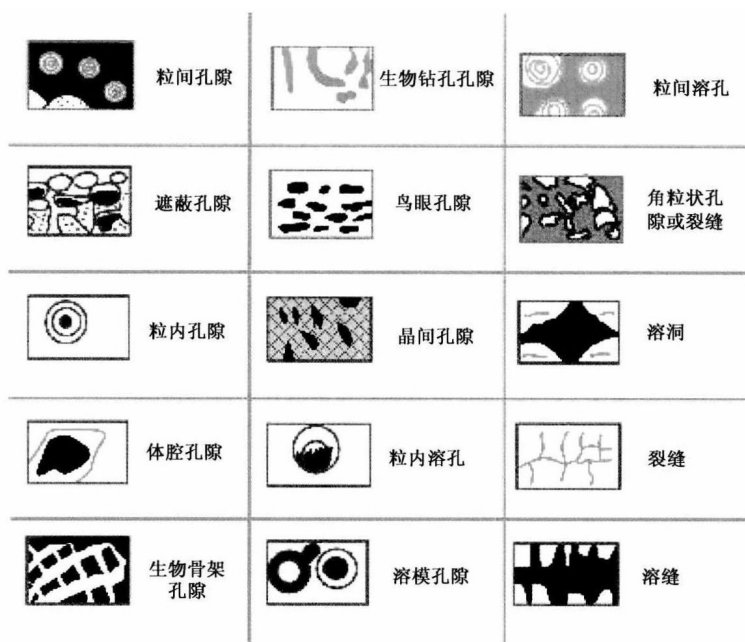 粒间孔隙
生物钻孔孔隙
粒间溶孔
遮蔽孔隙
鸟眼孔隙
角粒状孔
隙或裂缝
粒内孔隙
晶间孔隙
溶洞
体腔孔隙
粒内溶孔
裂缝
生物骨架
孔隙
溶模孔隙
溶缝